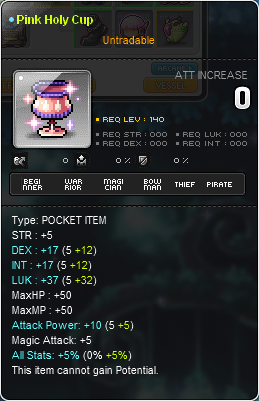 Pink Holy Cup
Untradable
VESSEL
ATT INCREASE
0
REQ LEV : 140
REQ STR : 000 REQ LUK : 000
REQ DEX : 000 REQ INT : 000
0 0 % 0 %
BEGINNER WARRIOR MAGICIAN BOWMAN THIEF PIRATE
Type: POCKET ITEM
STR : +5
DEX : +17 (5 +12)
INT : +17 (5 +12)
LUK : +37 (5 +32)
MaxHP : +50
MaxMP : +50
Attack Power: +10 (5 +5)
Magic Attack: +5
All Stats: +5% (0% +5%)
This item cannot gain Potential.